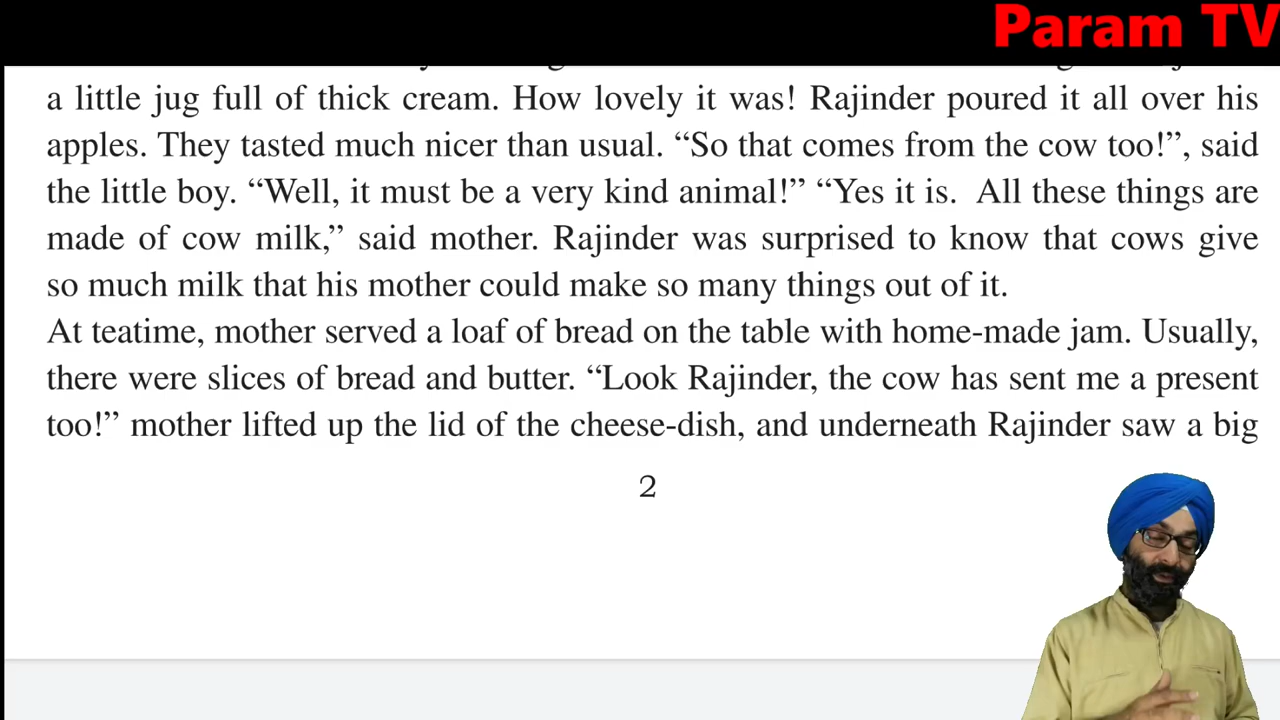 Param TV
a little jug full of thick cream. How lovely it was! Rajinder poured it all over his
apples. They tasted much nicer than usual. “So that comes from the cow too!”, said
the little boy. “Well, it must be a very kind animal!” “Yes it is. All these things are
made of cow milk,” said mother. Rajinder was surprised to know that cows give
so much milk that his mother could make so many things out of it.
At teatime, mother served a loaf of bread on the table with home-made jam. Usually,
there were slices of bread and butter. “Look Rajinder, the cow has sent me a present
too!” mother lifted up the lid of the cheese-dish, and underneath Rajinder saw a big
2